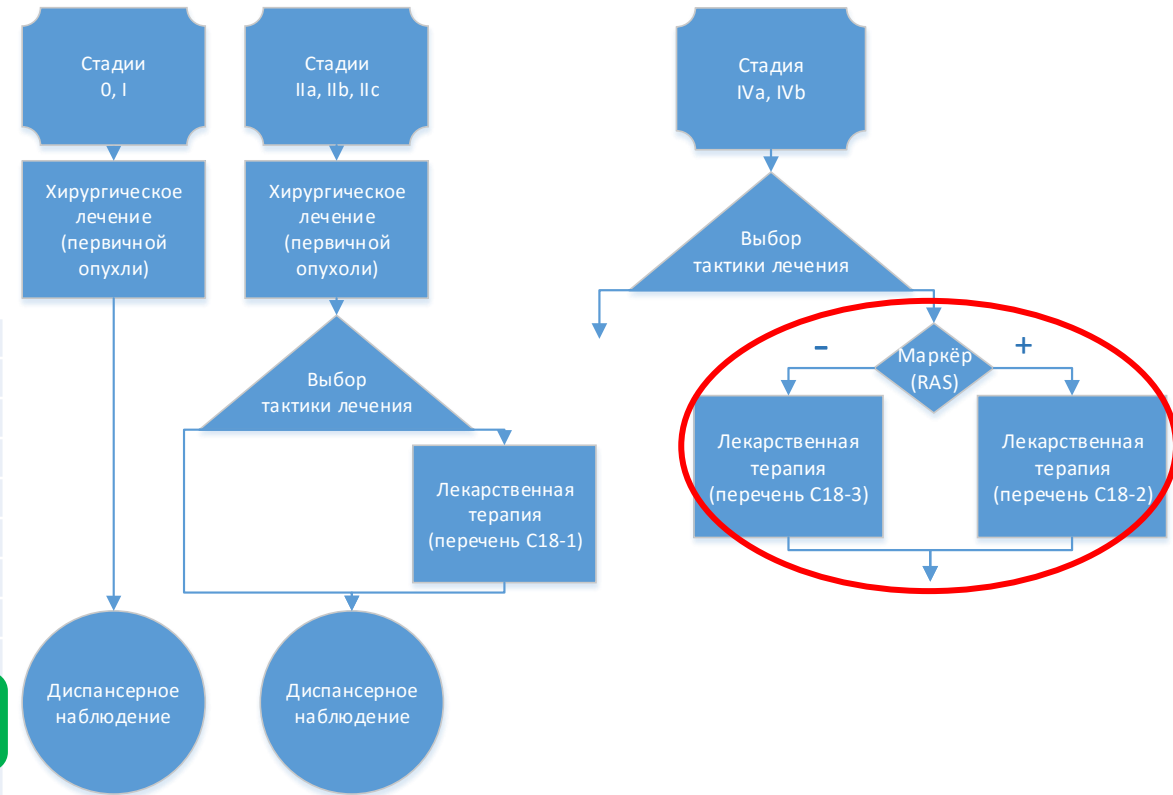 Стадии
0, I
Стадии
IIa, IIb, IIc
Стадия
IVa, IVb
Хирургическое
лечение
(первичной
опухли)
Хирургическое
лечение
(первичной
опухоли)
Выбор
тактики лечения
Выбор
тактики лечения
-
Маркёр
(RAS)
+
Лекарственная
терапия
(перечень С18-1)
Лекарственная
терапия
(перечень С18-3)
Лекарственная
терапия
(перечень С18-2)
Диспансерное
наблюдение
Диспансерное
наблюдение